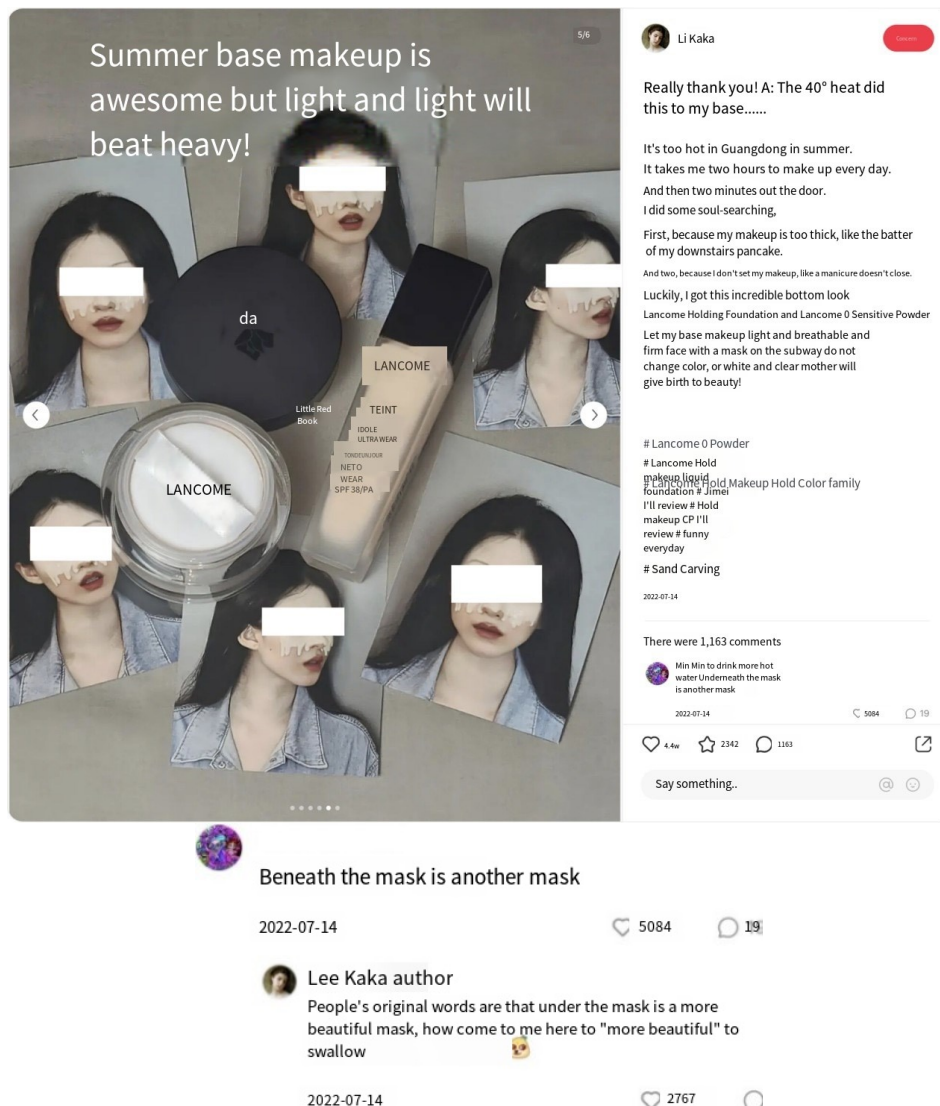 Summer base makeup is
awesome but light and light will
beat heavy!
5/6
da
LANCOME
Little Red
Book
TEINT
IDOLE
ULTRA WEAR
TONDEUNJOUR
NETO
WEAR
SPF 38/PA
LANCOME
Li Kaka
Concern
Really thank you! A: The 40° heat did
this to my base......
It's too hot in Guangdong in summer.
It takes me two hours to make up every day.
And then two minutes out the door.
I did some soul-searching,
First, because my makeup is too thick, like the batter
of my downstairs pancake.
And two, because I don't set my makeup, like a manicure doesn't close.
Luckily, I got this incredible bottom look
Lancome Holding Foundation and Lancome 0 Sensitive Powder
Let my base makeup light and breathable and
firm face with a mask on the subway do not
change color, or white and clear mother will
give birth to beauty!
# Lancome 0 Powder
# Lancome Hold
makeup liquid
# Lancome Hold Makeup Hold Color family
foundation # Jimei
I'll review # Hold
makeup CP I'll
review # funny
everyday
# Sand Carving
2022-07-14
There were 1,163 comments
Min Min to drink more hot
water Underneath the mask
is another mask
2022-07-14
5084
19
4.4w
2342
1163
Say something..
Beneath the mask is another mask
2022-07-14
5084
19
Lee Kaka author
People's original words are that under the mask is a more
beautiful mask, how come to me here to "more beautiful" to
swallow
2022-07-14
2767